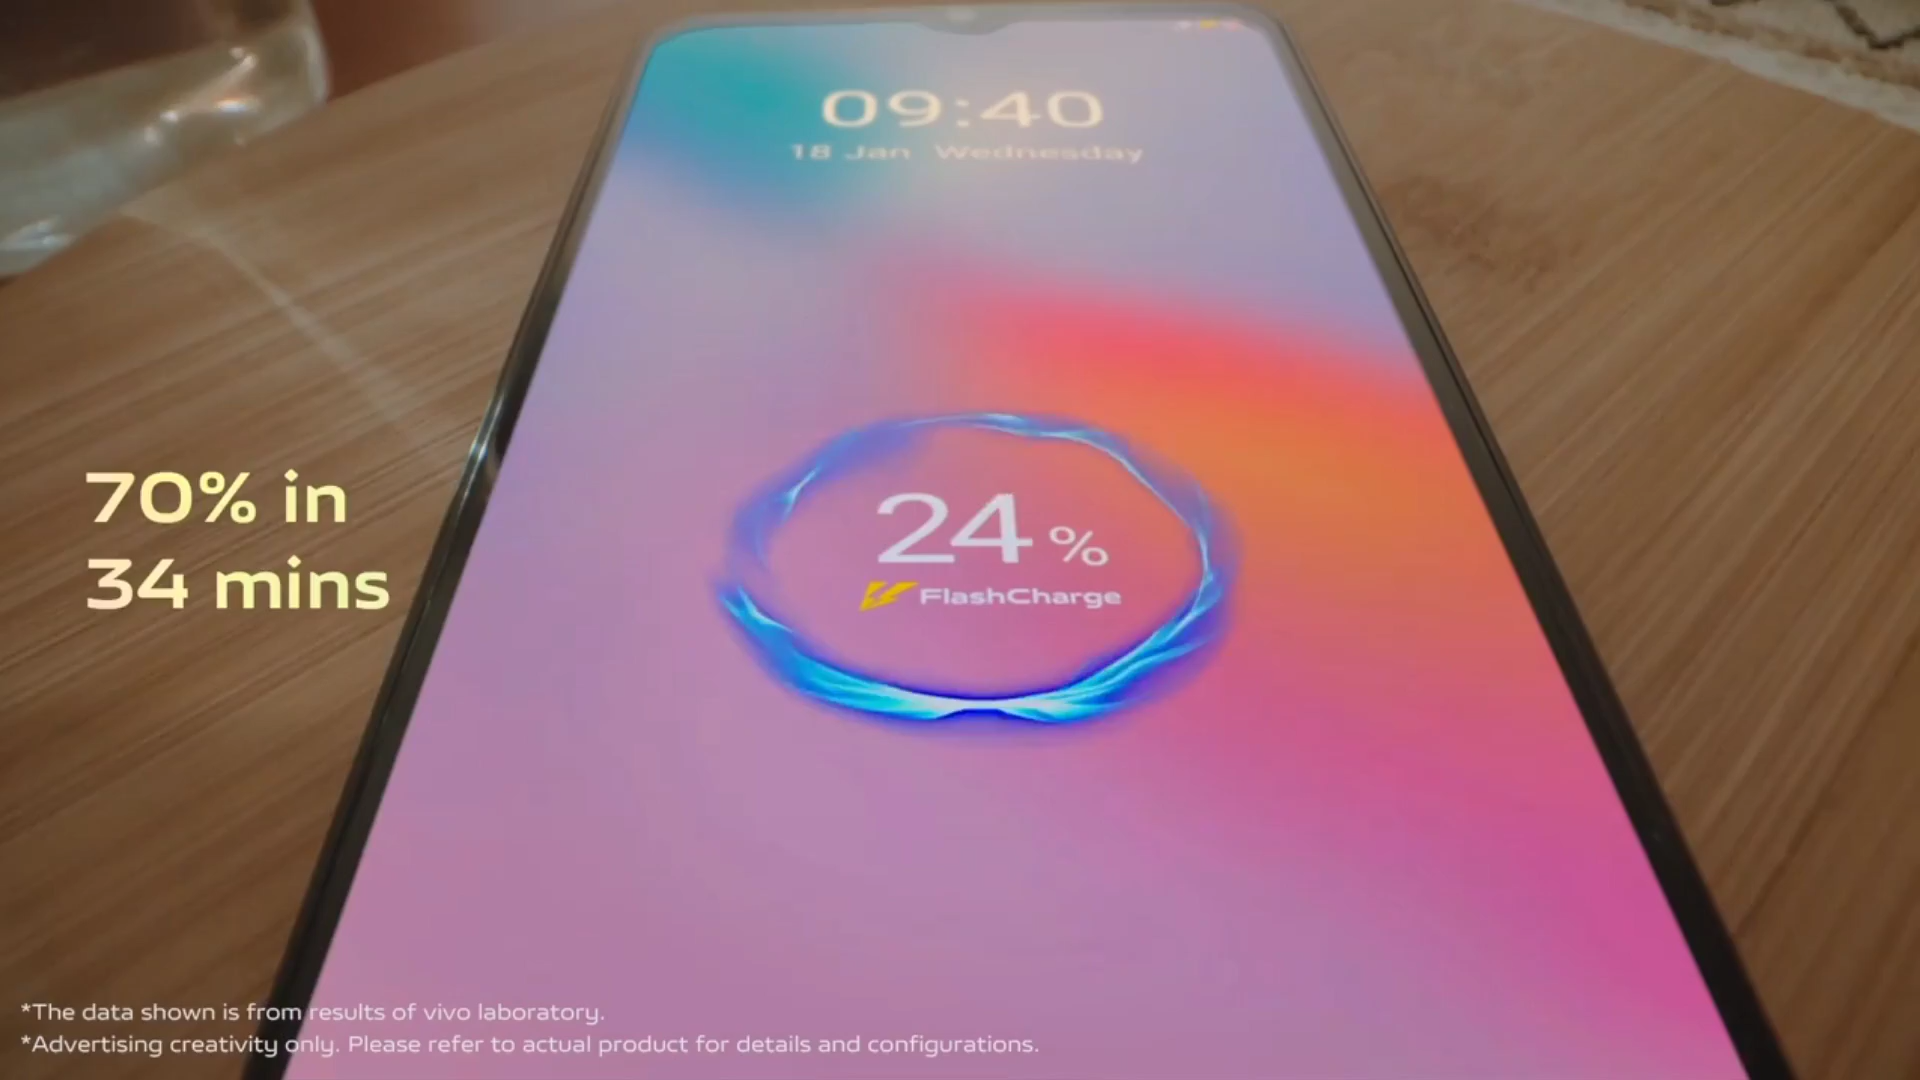 09:40
18 Jan Wednesday
70% in
34 mins
24 %
FlashCharge
*The data shown is from results of vivo laboratory.
*Advertising creativity only. Please refer to actual product for details and configurations.